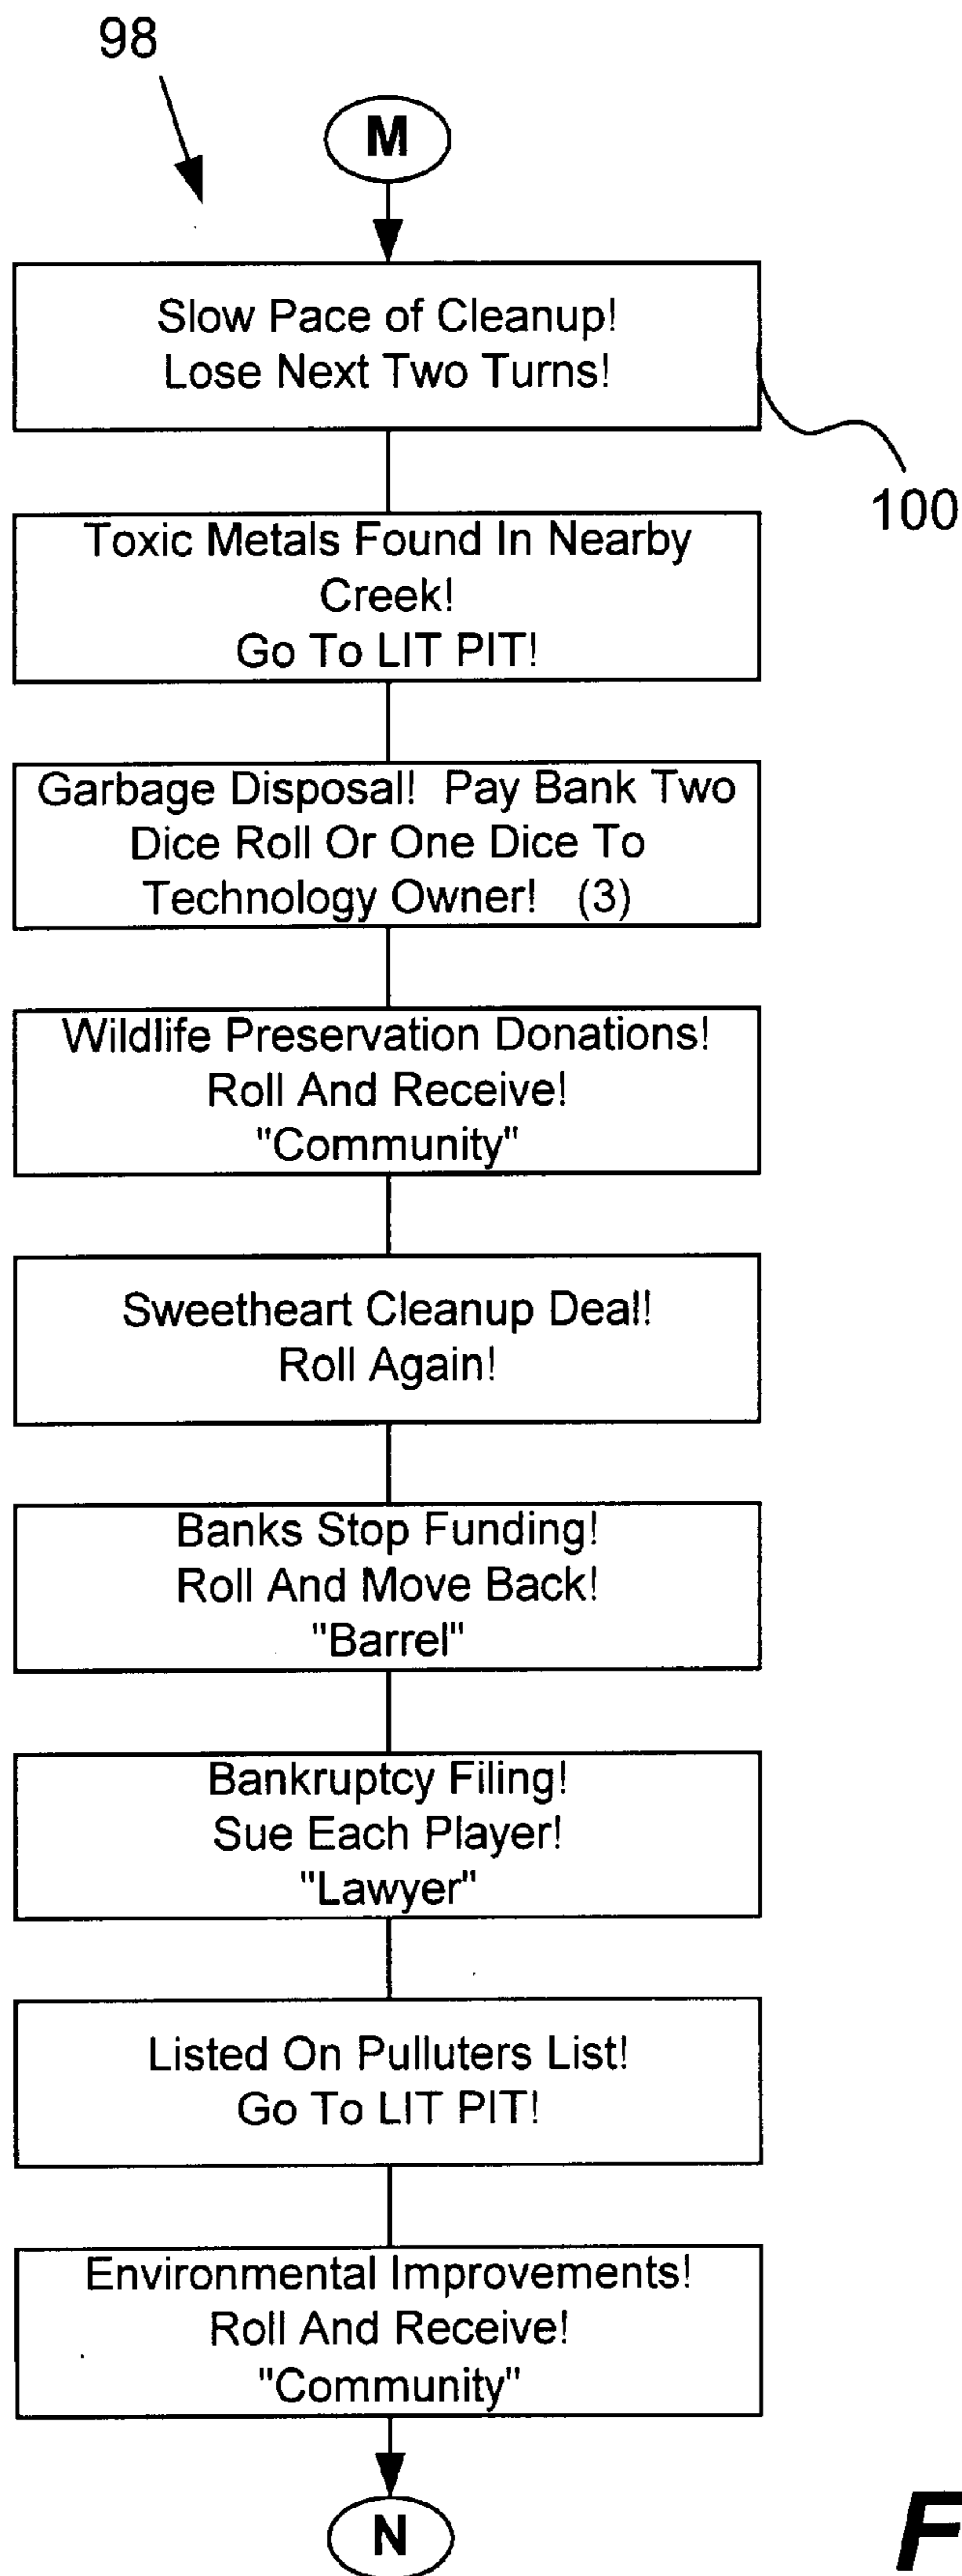 98
M
Slow Pace of Cleanup!
Lose Next Two Turns!
100
Toxic Metals Found In Nearby
Creek!
Go To LIT PIT!
Garbage Disposal! Pay Bank Two
Dice Roll Or One Dice To
Technology Owner! (3)
Wildlife Preservation Donations!
Roll And Receive!
"Community"
Sweetheart Cleanup Deal!
Roll Again!
Banks Stop Funding!
Roll And Move Back!
"Barrel"
Bankruptcy Filing!
Sue Each Player!
"Lawyer"
Listed On Pulluters List!
Go To LIT PIT!
Environmental Improvements!
Roll And Receive!
"Community"
N
F